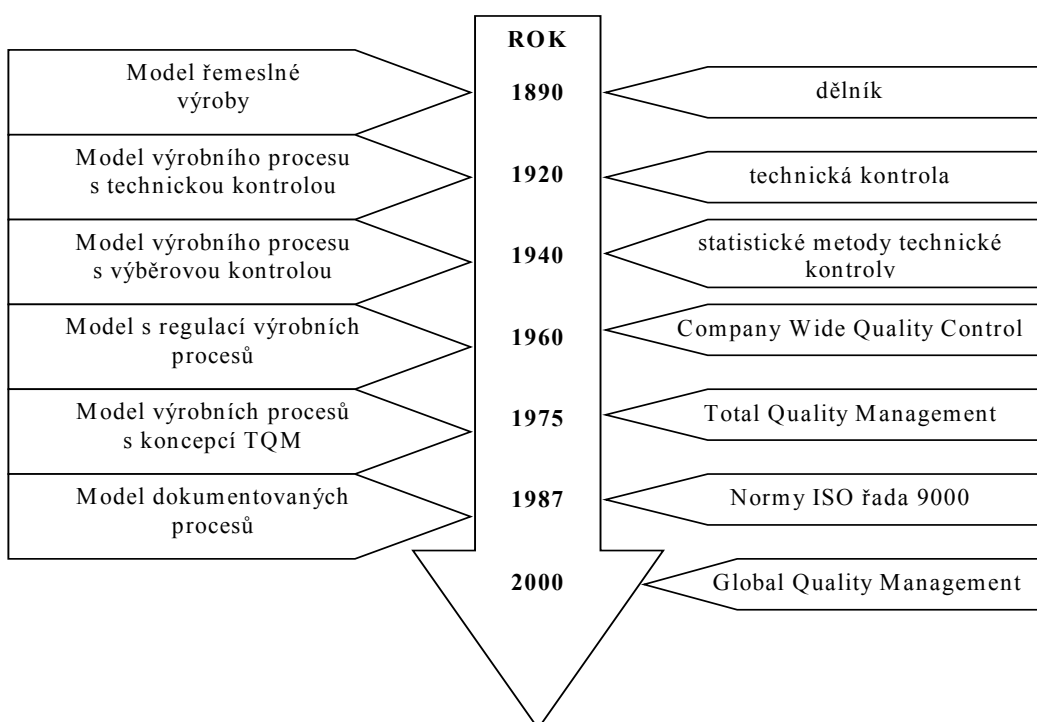 ROK
Model řemeslné
výroby
1890
dělník
Model výrobního procesu
s technickou kontrolou
1920
technická kontrola
Model výrobního procesu
s výběrovou kontrolou
1940
statistické metody technické
kontrolv
Model s regulací výrobních
procesů
1960
Company Wide Quality Control
Model výrobních procesů
s koncepcí TQM
1975
Total Quality Management
Model dokumentovaných
procesů
1987
Normy ISO řada 9000
2000
Global Quality Management